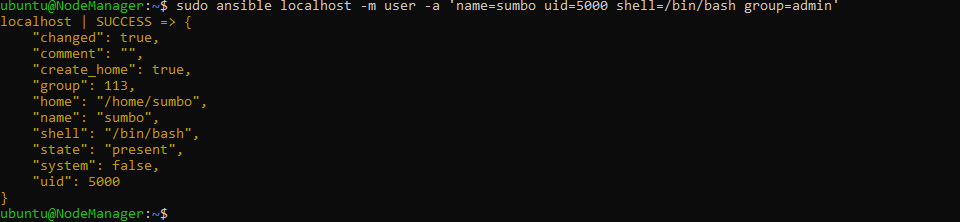 ubuntu@NodeManager:~$ sudo ansible localhost -m user -a 'name=sumbo uid=5000 shell=/bin/bash group=admin'
localhost | SUCCESS => {
    "changed": true,
    "comment": "",
    "create_home": true,
    "group": 113,
    "home": "/home/sumbo",
    "name": "sumbo",
    "shell": "/bin/bash",
    "state": "present",
    "system": false,
    "uid": 5000
}
ubuntu@NodeManager:~$